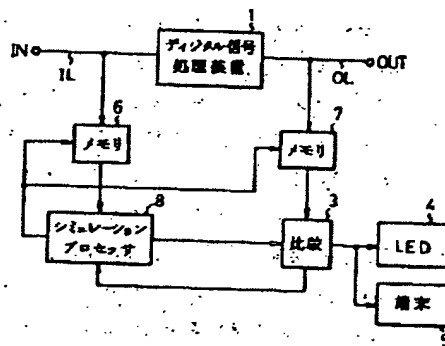 1
IN
ディジタル信号
処理装置
OUT
IL
OL
6
7
メモリ
メモリ
8
3
4
シミュレーション
プロセッサ
比較
LED
端末
5